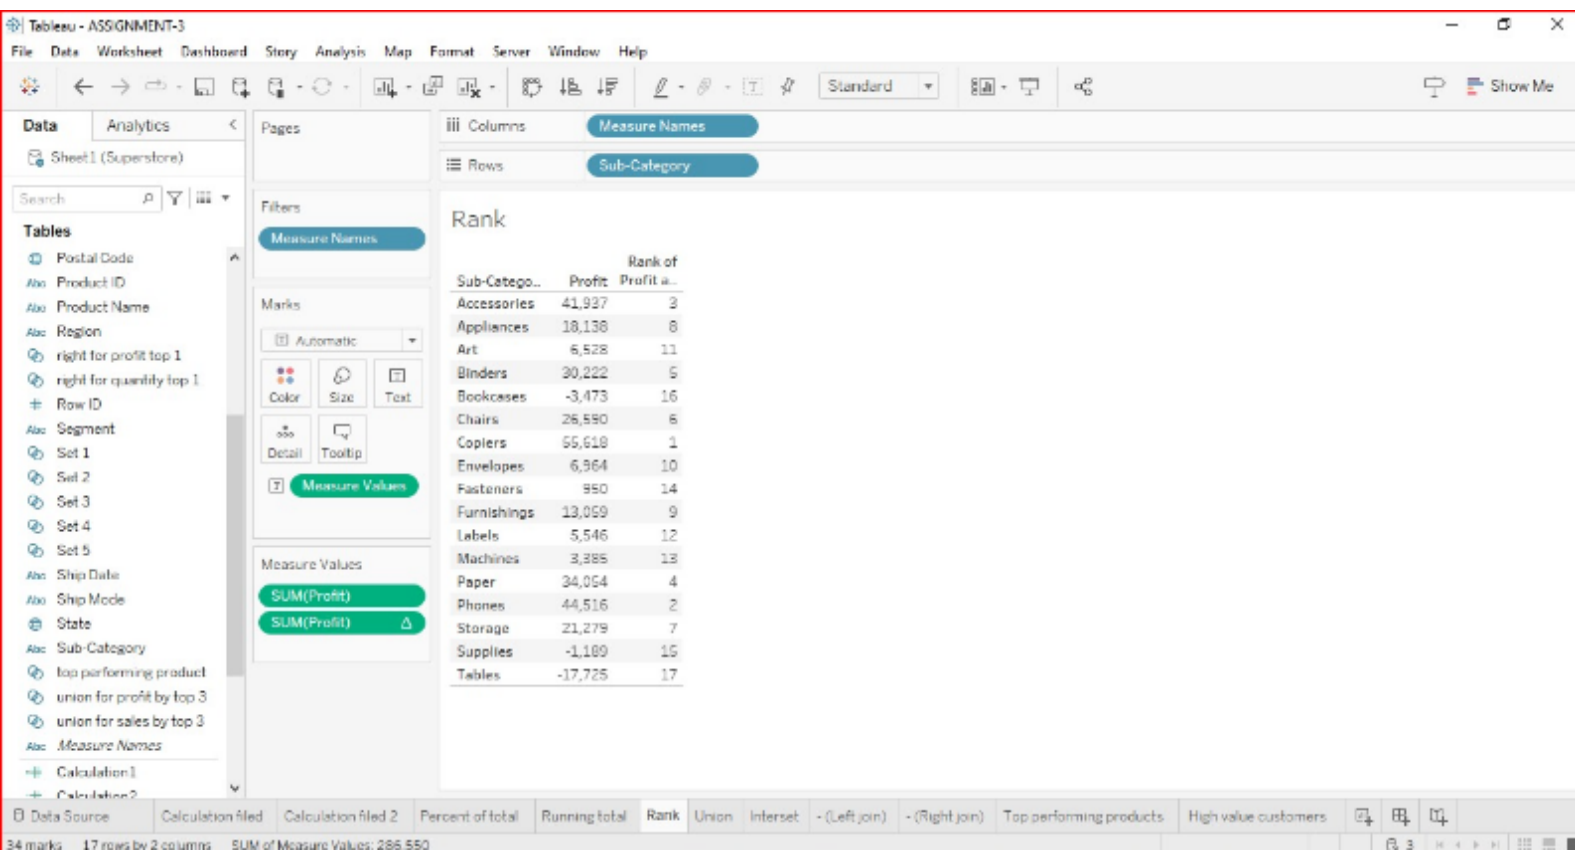 Tableau - ASSIGNMENT-3
File Data Worksheet Dashboard Story Analysis Map Format Server Window Help
Standard
Show Me
Data Analytics
Pages
Columns
Measure Names
Sheet1 (Superstore)
Rows
Sub-Category
Search
Filters
Measure Names
Rank
Tables
Postal Code
Abc Product ID
Abc Product Name
Abc Region
right for profit top 1
right for quantity top 1
Row ID
Abc Segment
Set 1
Set 2
Set 3
Set 4
Set 5
Abc Ship Date
Abc Ship Mode
State
Abc Sub-Category
top performing product
union for profit by top 3
union for sales by top 3
Abc Measure Names
Calculation1
Calculation2
Marks
Automatic
Color Size Text
Detail Tooltip
Measure Values
Measure Values
SUM(Profit)
SUM(Profit) Δ
Rank of
Sub-Catego.. Profit Profit a..
Accessories 41,937 3
Appliances 18,138 8
Art 6,528 11
Binders 30,222 5
Bookcases -3,473 16
Chairs 26,590 6
Copiers 55,618 1
Envelopes 6,964 10
Fasteners 950 14
Furnishings 13,059 9
Labels 5,546 12
Machines 3,385 13
Paper 34,054 4
Phones 44,516 2
Storage 21,279 7
Supplies -1,189 15
Tables -17,725 17
Data Source Calculation filed Calculation filed 2 Percent of total Running total Rank Union Interset - (Left join) - (Right join) Top performing products High value customers
34 marks 17 rows by 2 columns SUM of Measure Values: 286,550
3